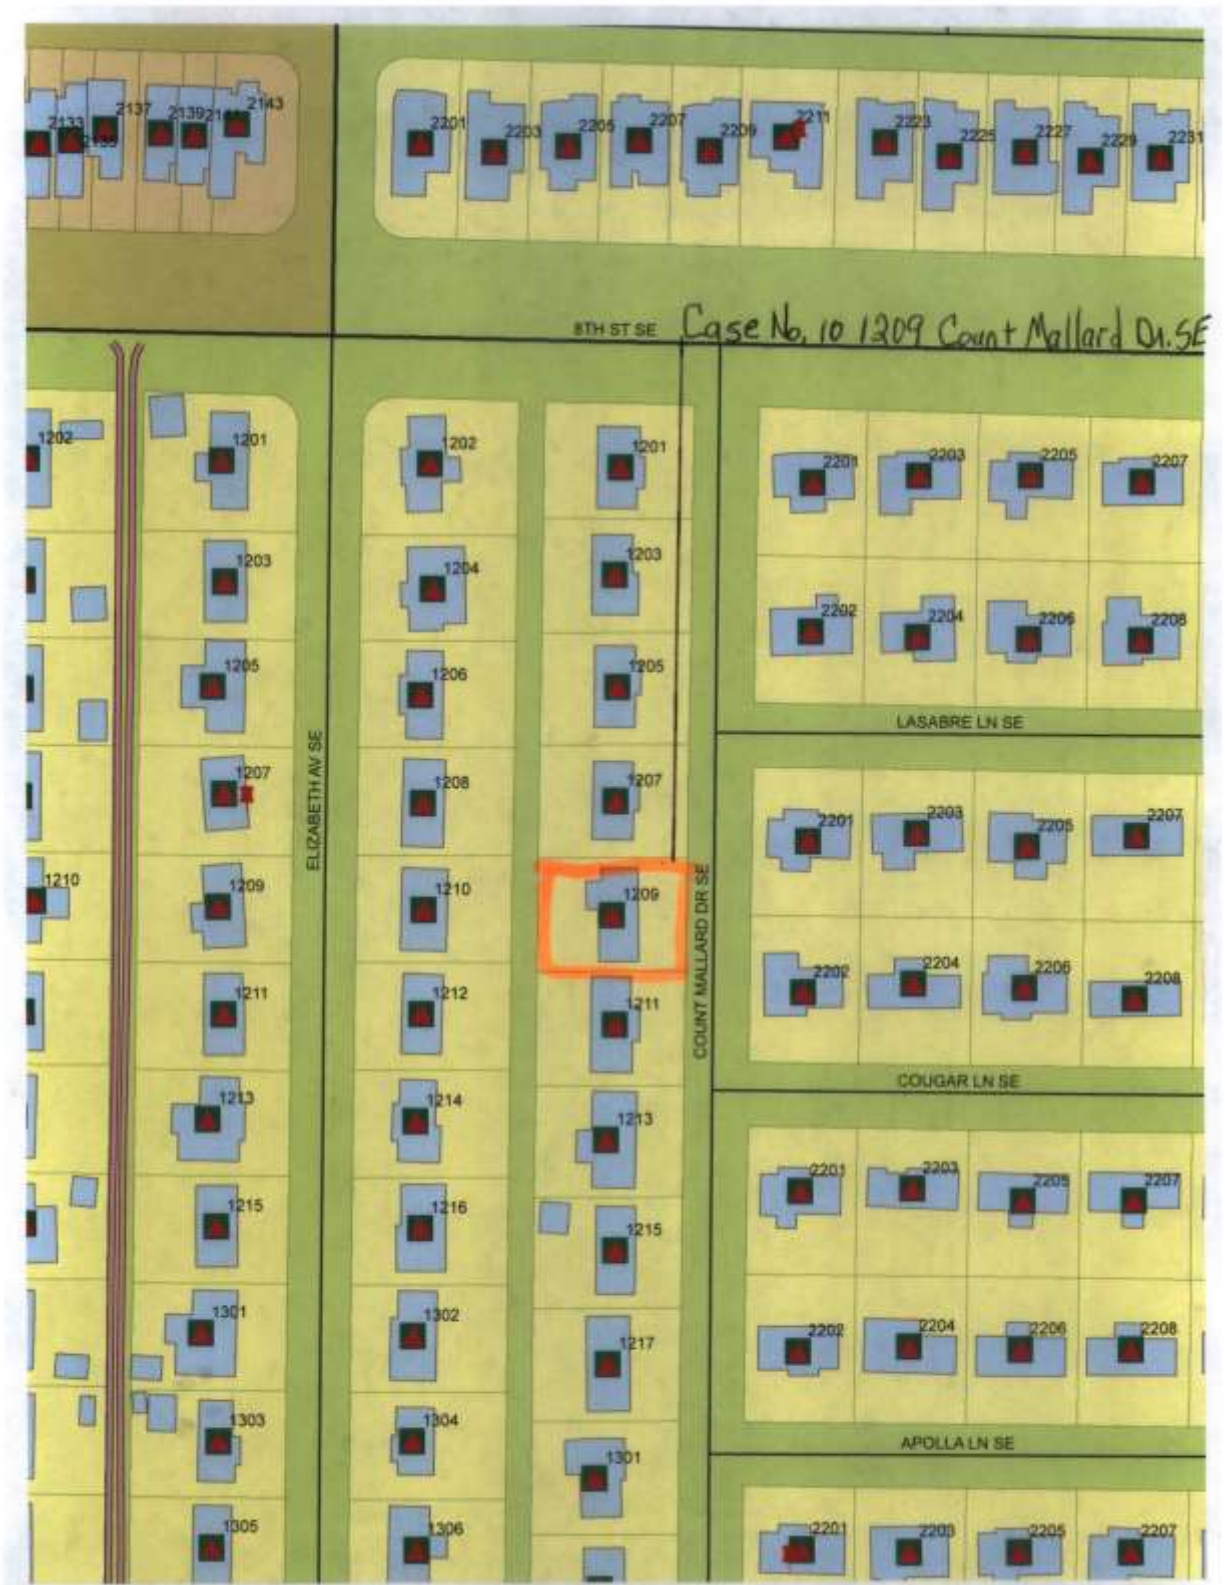 2133 2135 2137 2139 2143
2201 2203 2205 2207 2209 2211 2223 2225 2227 2229 2231
8TH ST SE
Case No, 10 1209 Count Mallard Dr. SE
1202 1201 1202 1201
2201 2203 2205 2207
1203 1204 1203
2202 2204 2206 2208
1205 1206 1205
LASABRE LN SE
ELIZABETH AV SE
1207 1208 1207
2201 2203 2205 2207
1210 1209 1210 1209
COUNT MALLARD DR SE
2202 2204 2206 2208
1211 1212 1211
COUGAR LN SE
1213 1214 1213
2201 2203 2205 2207
1215 1216 1215
1301 1302 1217
2202 2204 2206 2208
1303 1304 1301
APOLLA LN SE
1305 1306
2201 2203 2205 2207